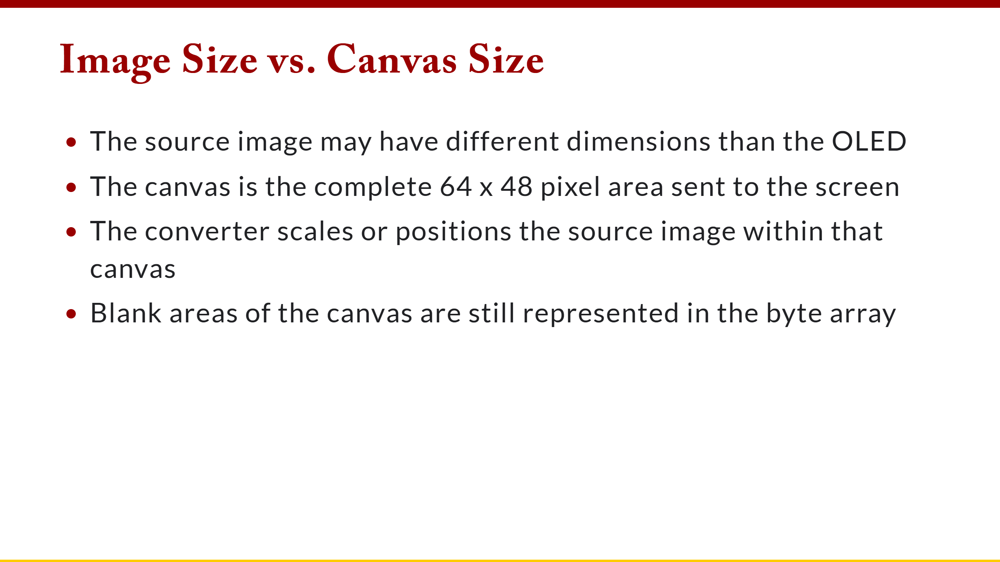 Image Size vs. Canvas Size
• The source image may have different dimensions than the OLED
• The canvas is the complete 64 x 48 pixel area sent to the screen
• The converter scales or positions the source image within that
canvas
• Blank areas of the canvas are still represented in the byte array